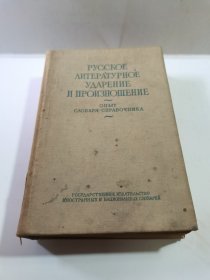 РУССКОЕ
ЛИТЕРАТУРНОЕ
УДАРЕНИЕ
И ПРОИЗНОШЕНИЕ
ОПЫТ
СЛОВАРЯ-СПРАВОЧНИКА
ГОСУДАРСТВЕННОЕ ИЗДАТЕЛЬСТВО
ИНОСТРАННЫХ И НАЦИОНАЛЬНЫХ СЛОВАРЕЙ